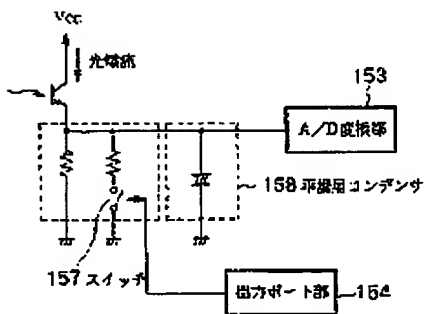 Vcc
光電流
153
A/D変換部
158 平滑用コンデンサ
157 スイッチ
出力ポート部
154